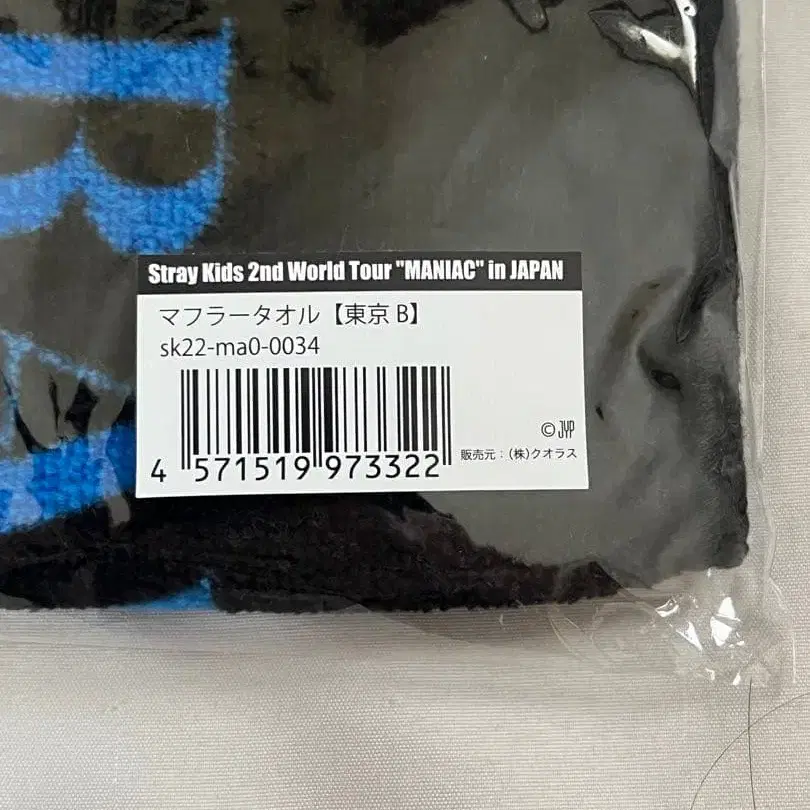 Stray Kids 2nd World Tour "MANIAC" in JAPAN
マフラータオル【東京 B】
sk22-ma0-0034
© JYP
4 571519 973322
販売元：（株）クオラス